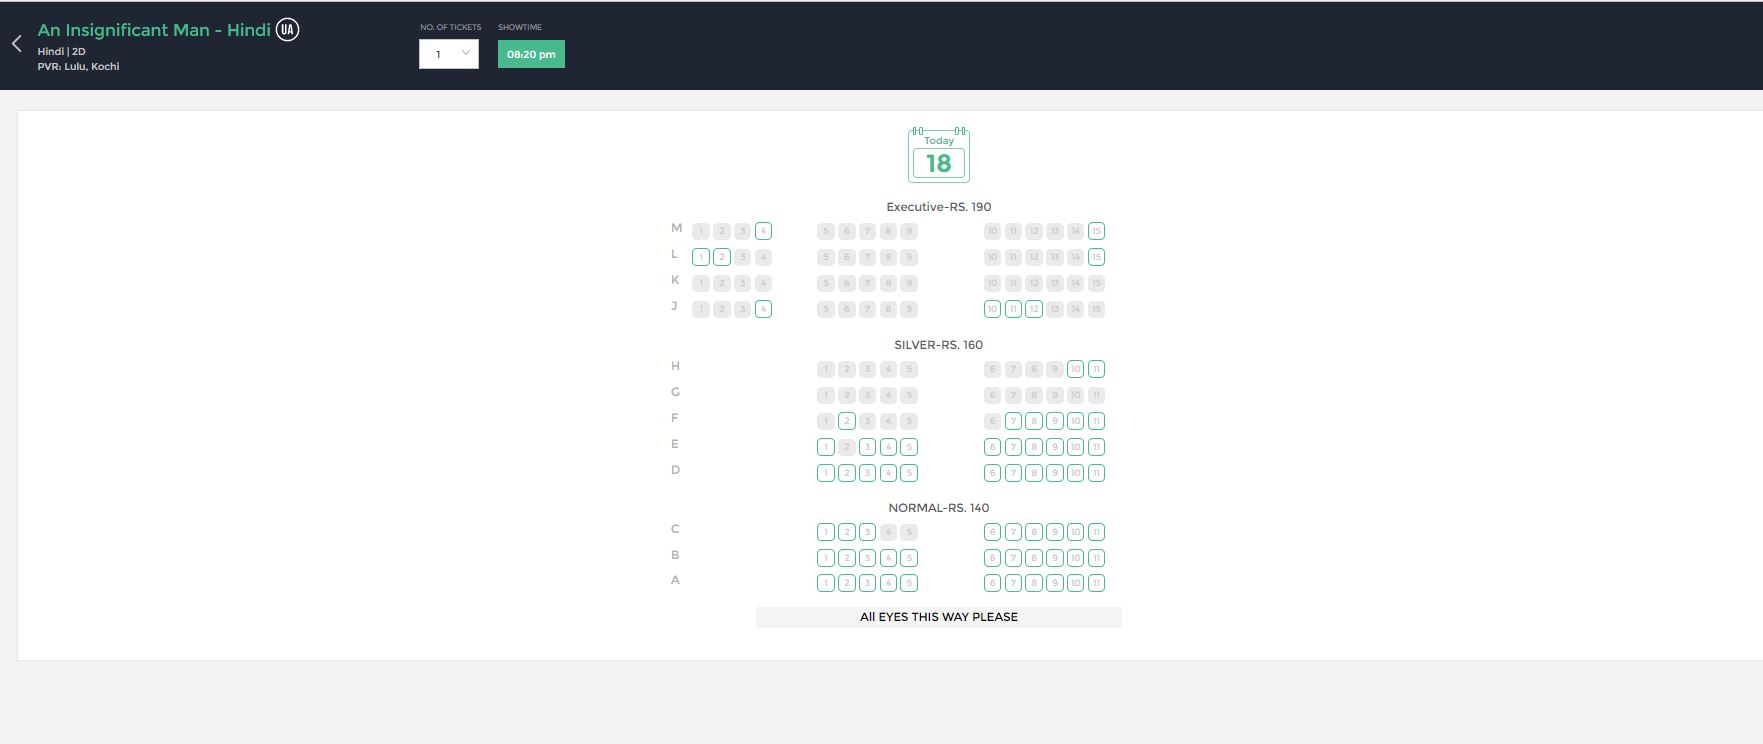 An Insignificant Man - Hindi UA
Hindi | 2D
PVR: Lulu, Kochi
NO. OF TICKETS SHOWTIME
1 08:20 pm
Today
18
Executive-RS. 190
M 1 2 3 4 5 6 7 8 9 10 11 12 13 14 15
L 1 2 3 4 5 6 7 8 9 10 11 12 13 14 15
K 1 2 3 4 5 6 7 8 9 10 11 12 13 14 15
J 1 2 3 4 5 6 7 8 9 10 11 12 13 14 15
SILVER-RS. 160
H 1 2 3 4 5 6 7 8 9 10 11
G 1 2 3 4 5 6 7 8 9 10 11
F 1 2 3 4 5 6 7 8 9 10 11
E 1 2 3 4 5 6 7 8 9 10 11
D 1 2 3 4 5 6 7 8 9 10 11
NORMAL-RS. 140
C 1 2 3 4 5 6 7 8 9 10 11
B 1 2 3 4 5 6 7 8 9 10 11
A 1 2 3 4 5 6 7 8 9 10 11
All EYES THIS WAY PLEASE